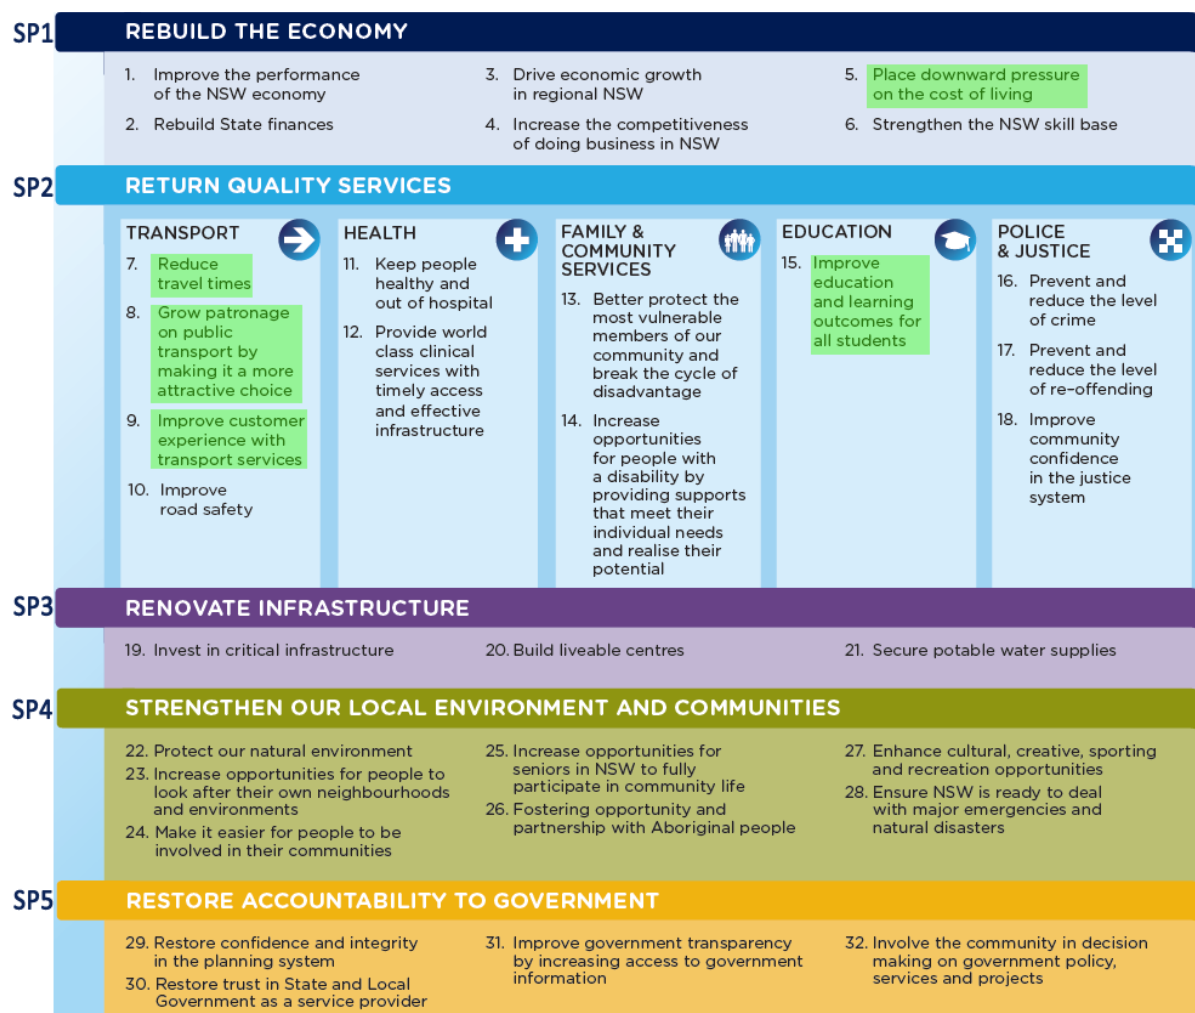 SP1 REBUILD THE ECONOMY
1. Improve the performance
of the NSW economy
2. Rebuild State finances
3. Drive economic growth
in regional NSW
4. Increase the competitiveness
of doing business in NSW
5. Place downward pressure
on the cost of living
6. Strengthen the NSW skill base
SP2 RETURN QUALITY SERVICES
TRANSPORT
7. Reduce
travel times
8. Grow patronage
on public
transport by
making it a more
attractive choice
9. Improve customer
experience with
transport services
10. Improve
road safety
HEALTH
11. Keep people
healthy and
out of hospital
12. Provide world
class clinical
services with
timely access
and effective
infrastructure
FAMILY &
COMMUNITY
SERVICES
13. Better protect the
most vulnerable
members of our
community and
break the cycle of
disadvantage
14. Increase
opportunities
for people with
a disability by
providing supports
that meet their
individual needs
and realise their
potential
EDUCATION
15. Improve
education
and learning
outcomes for
all students
POLICE
& JUSTICE
16. Prevent and
reduce the level
of crime
17. Prevent and
reduce the level
of re–offending
18. Improve
community
confidence
in the justice
system
SP3 RENOVATE INFRASTRUCTURE
19. Invest in critical infrastructure
20. Build liveable centres
21. Secure potable water supplies
SP4 STRENGTHEN OUR LOCAL ENVIRONMENT AND COMMUNITIES
22. Protect our natural environment
23. Increase opportunities for people to
look after their own neighbourhoods
and environments
24. Make it easier for people to be
involved in their communities
25. Increase opportunities for
seniors in NSW to fully
participate in community life
26. Fostering opportunity and
partnership with Aboriginal people
27. Enhance cultural, creative, sporting
and recreation opportunities
28. Ensure NSW is ready to deal
with major emergencies and
natural disasters
SP5 RESTORE ACCOUNTABILITY TO GOVERNMENT
29. Restore confidence and integrity
in the planning system
30. Restore trust in State and Local
Government as a service provider
31. Improve government transparency
by increasing access to government
information
32. Involve the community in decision
making on government policy,
services and projects